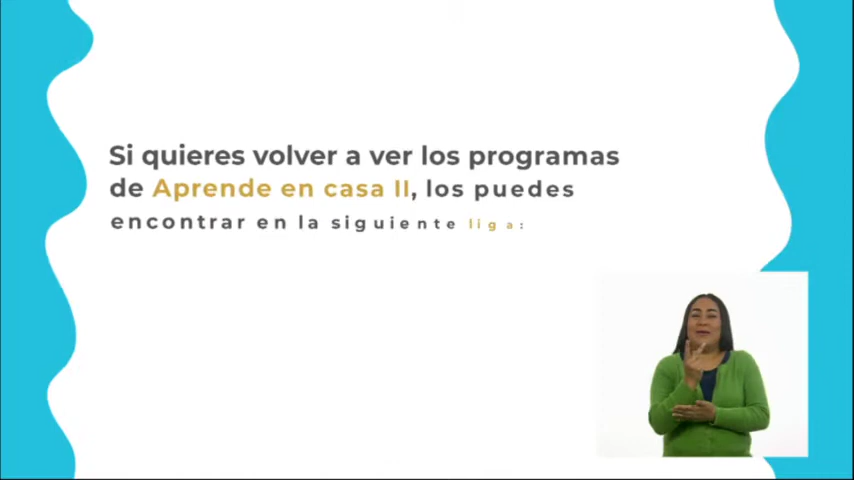 Si quieres volver a ver los programas
de Aprende en casa II, los puedes
encontrar en la siguiente liga: